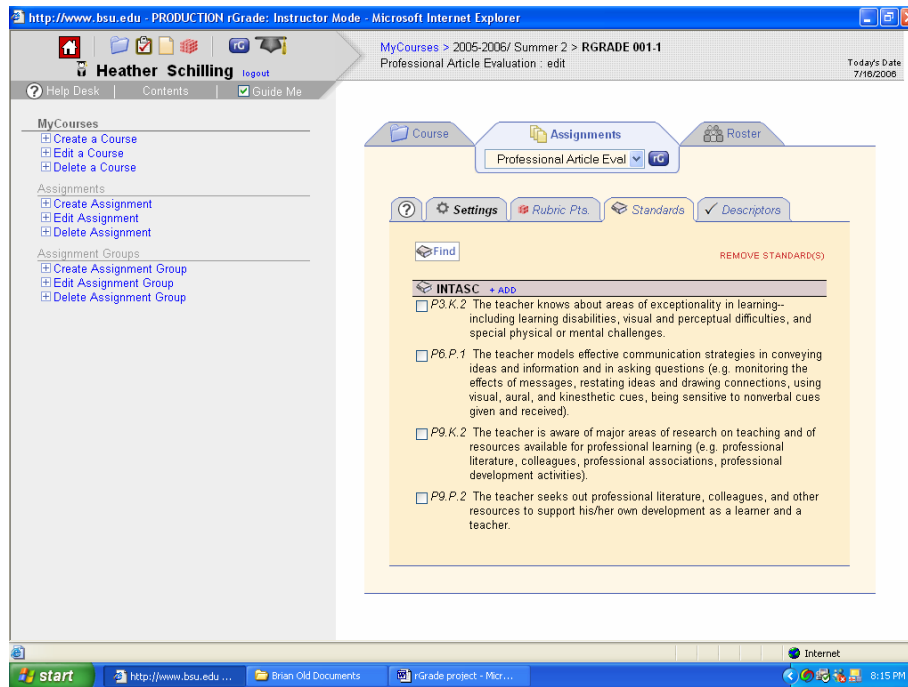 http://www.bsu.edu - PRODUCTION rGrade: Instructor Mode - Microsoft Internet Explorer
rG
Heather Schilling logout
? Help Desk | Contents | Guide Me
MyCourses > 2005-2006/ Summer 2 > RGRADE 001-1
Professional Article Evaluation : edit
Today's Date
7/16/2006
MyCourses
Create a Course
Edit a Course
Delete a Course
Assignments
Create Assignment
Edit Assignment
Delete Assignment
Assignment Groups
Create Assignment Group
Edit Assignment Group
Delete Assignment Group
Course
Assignments
Roster
Professional Article Eval
rG
? Settings Rubric Pts. Standards Descriptors
Find
REMOVE STANDARD(S)
INTASC + ADD
P3.K.2 The teacher knows about areas of exceptionality in learning--
including learning disabilities, visual and perceptual difficulties, and
special physical or mental challenges.
P6.P.1 The teacher models effective communication strategies in conveying
ideas and information and in asking questions (e.g. monitoring the
effects of messages, restating ideas and drawing connections, using
visual, aural, and kinesthetic cues, being sensitive to nonverbal cues
given and received).
P9.K.2 The teacher is aware of major areas of research on teaching and of
resources available for professional learning (e.g. professional
literature, colleagues, professional associations, professional
development activities).
P9.P.2 The teacher seeks out professional literature, colleagues, and other
resources to support his/her own development as a learner and a
teacher.
Internet
start
http://www.bsu.edu ...
Brian Old Documents
rGrade project - Micr...
8:15 PM